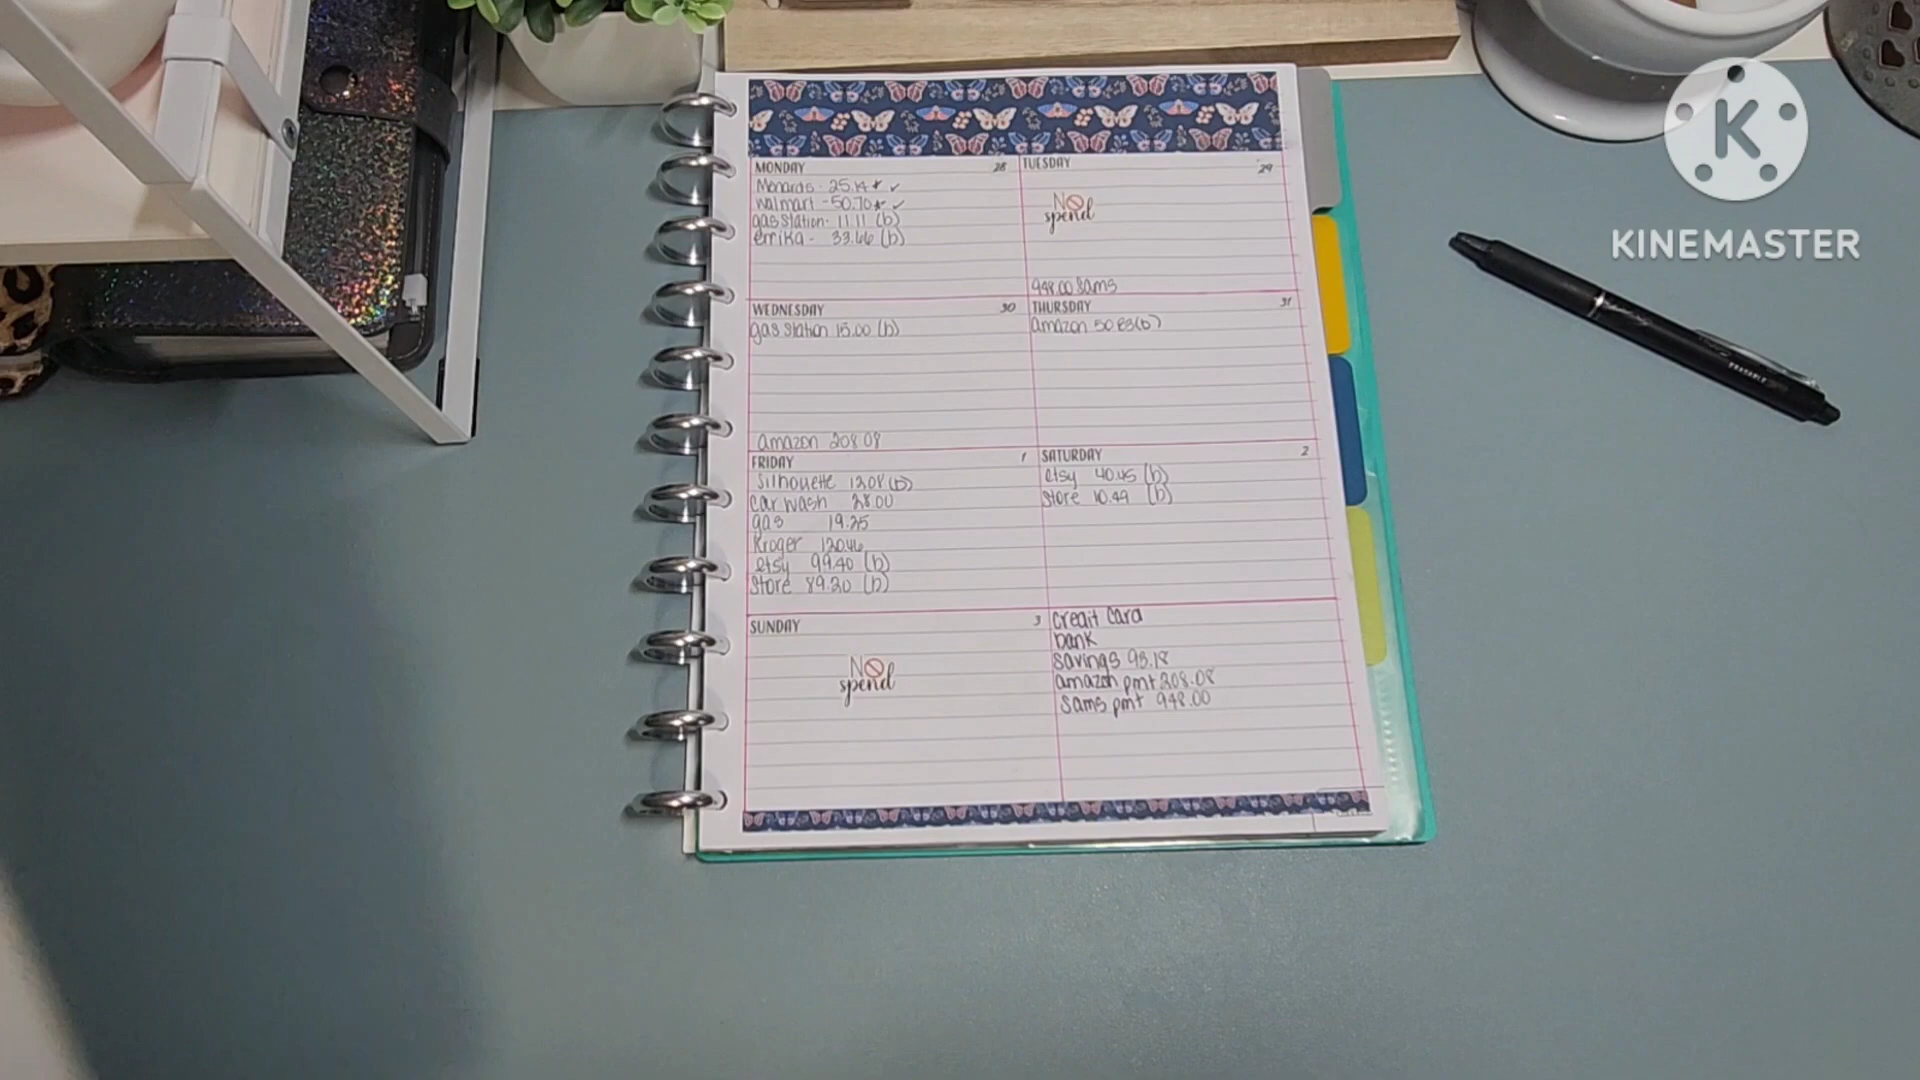 MONDAY 28
Menards - 25.14 * ✓
walmart - 50.70 * ✓
gas station - 11.11 (b)
emika - 33.66 (b)
TUESDAY 29
NO
spend
948.00 Sams
WEDNESDAY 30
gas station 15.00 (b)
amazon 208.08
THURSDAY 31
amazon 50.83 (b)
FRIDAY 1
Silhouette 12.08 (b)
car wash 28.00
gas 19.25
Kroger 120.46
etsy 99.40 (b)
Store 89.20 (b)
SATURDAY 2
etsy 40.45 (b)
Store 10.49 (b)
SUNDAY 3
NO
spend
credit card
bank
savings 93.18
amazon pmt 208.08
Sams pmt 948.00
K
KINEMASTER